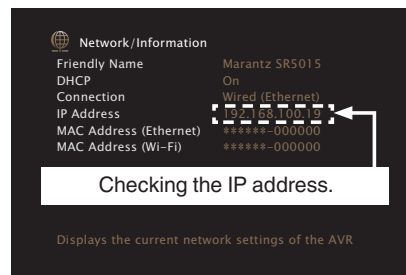 Network/Information
Friendly Name Marantz SR5015
DHCP On
Connection Wired (Ethernet)
IP Address 192.168.100.19
MAC Address (Ethernet) ******-000000
MAC Address (Wi-Fi) ******-000000
Checking the IP address.
Displays the current network settings of the AVR